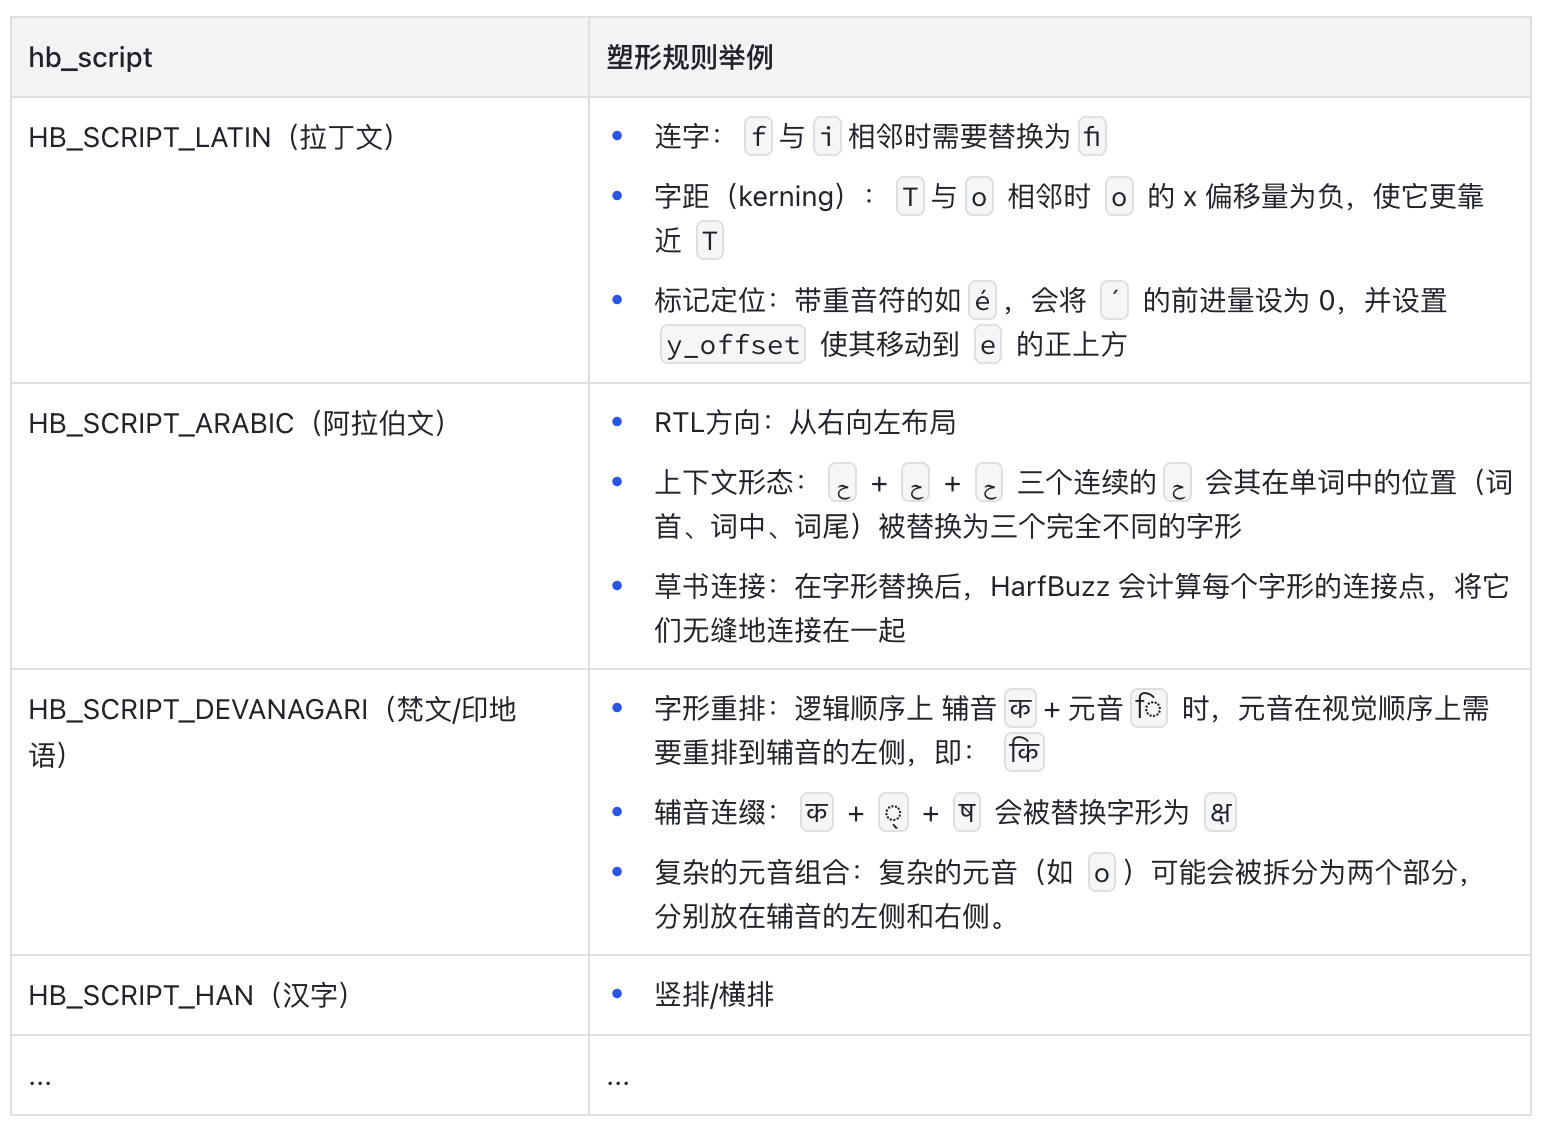 hb_script
塑形规则举例
HB_SCRIPT_LATIN（拉丁文）
连字： f 与 i 相邻时需要替换为 ﬁ
字距（kerning）： T 与 o 相邻时 o 的 x 偏移量为负，使它更靠
近 T
标记定位：带重音符的如 é ，会将 ´ 的前进量设为 0，并设置
y_offset 使其移动到 e 的正上方
HB_SCRIPT_ARABIC（阿拉伯文）
RTL方向：从右向左布局
上下文形态： ح + ح + ح 三个连续的 ح 会其在单词中的位置（词
首、词中、词尾）被替换为三个完全不同的字形
草书连接：在字形替换后，HarfBuzz 会计算每个字形的连接点，将它
们无缝地连接在一起
HB_SCRIPT_DEVANAGARI（梵文/印地
语）
字形重排：逻辑顺序上 辅音 क + 元音 ि 时，元音在视觉顺序上需
要重排到辅音的左侧，即： कि
辅音连缀： क + ् + ष 会被替换字形为 क्ष
复杂的元音组合：复杂的元音（如 o ）可能会被拆分为两个部分，
分别放在辅音的左侧和右侧。
HB_SCRIPT_HAN（汉字）
竖排/横排
...
...